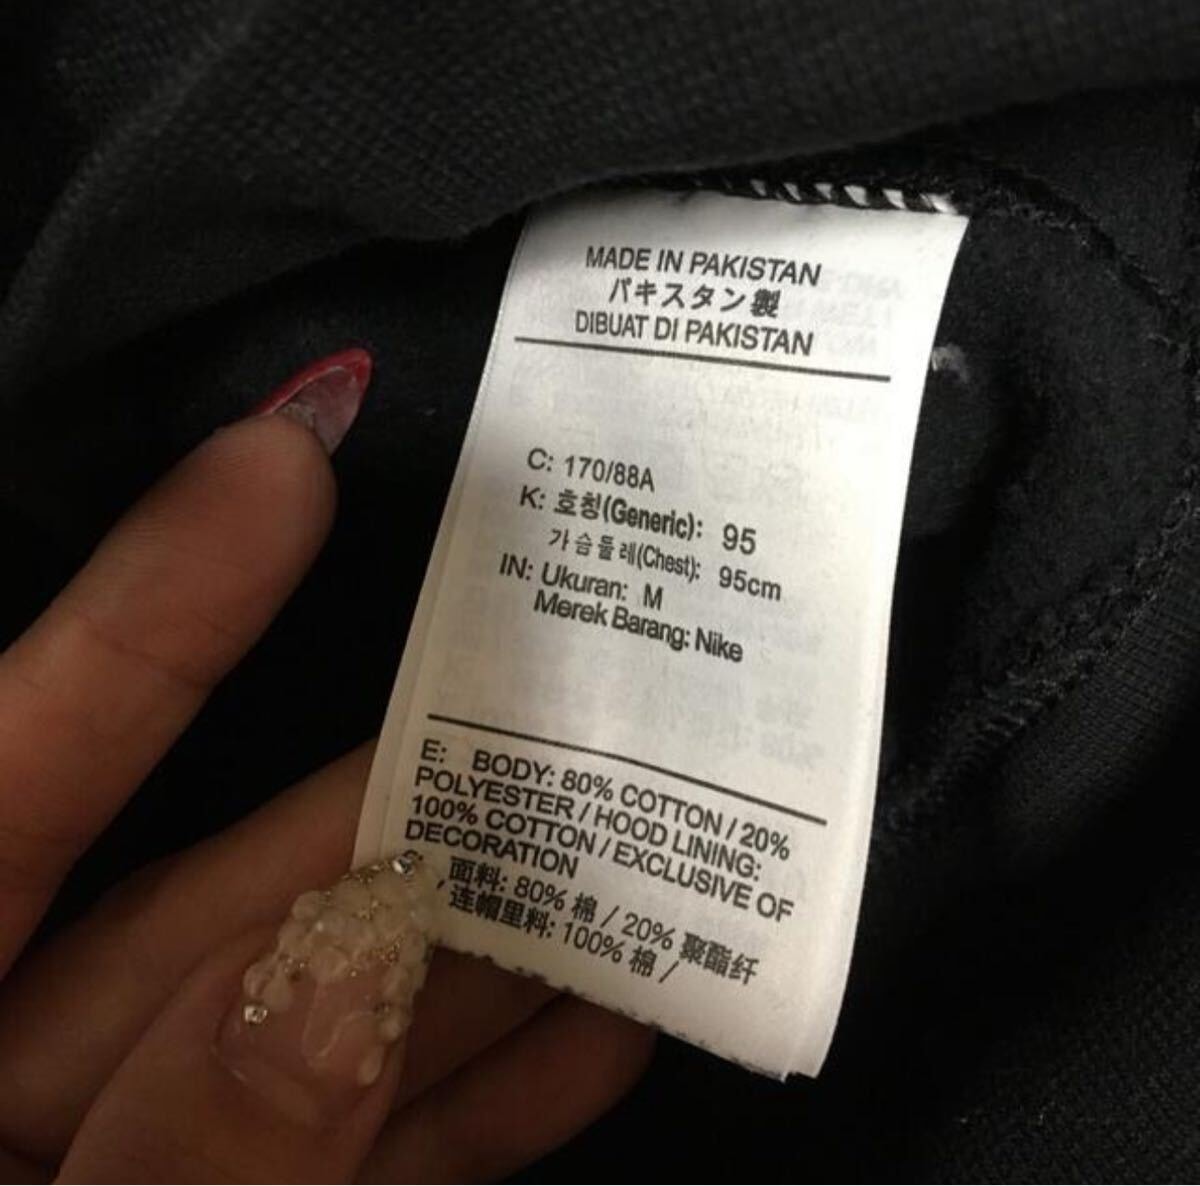 MADE IN PAKISTAN
パキスタン製
DIBUAT DI PAKISTAN
C: 170/88A
K: 호칭(Generic): 95
가슴둘레(Chest): 95cm
IN: Ukuran: M
Merek Barang: Nike
E: BODY: 80% COTTON / 20%
POLYESTER / HOOD LINING:
100% COTTON / EXCLUSIVE OF
DECORATION
面料: 80% 棉 / 20% 聚酯纤
连帽里料: 100% 棉 /